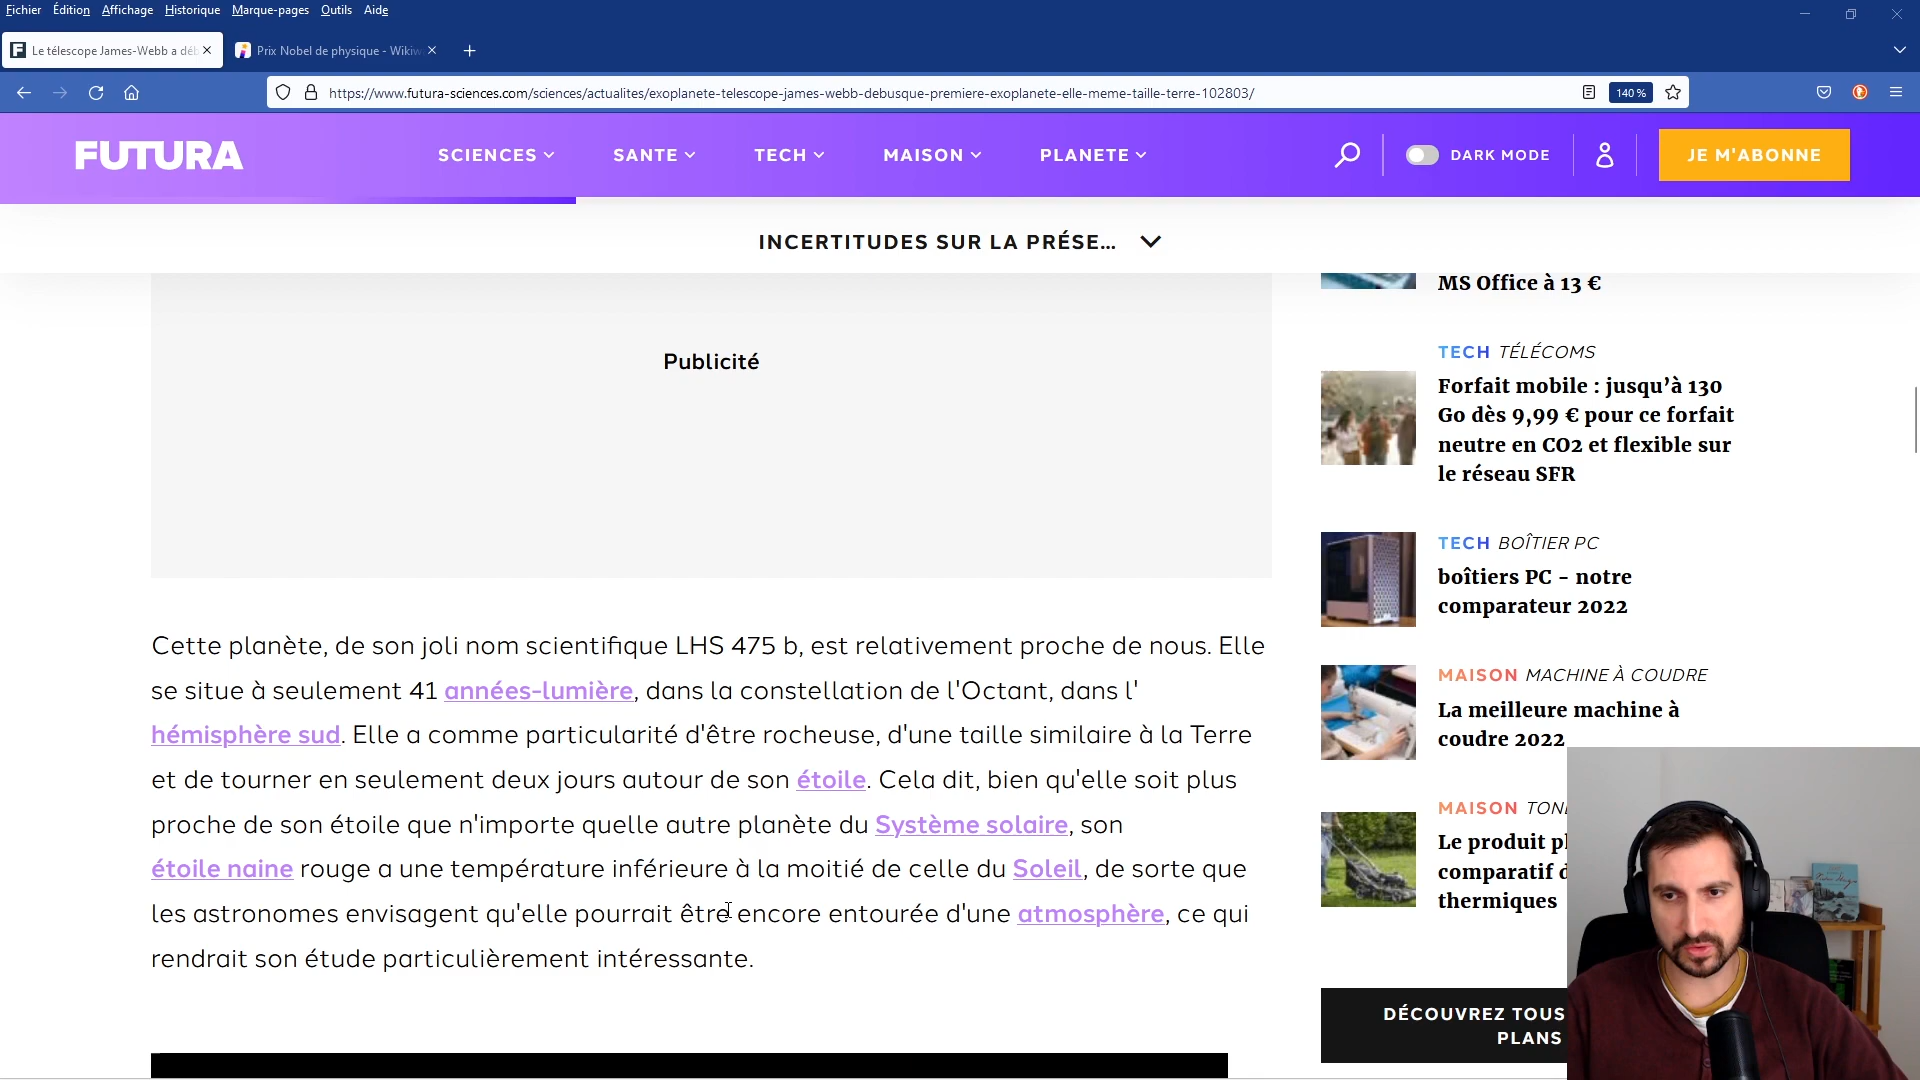 Fichier Édition Affichage Historique Marque-pages Outils Aide
Le télescope James-Webb a déb
Prix Nobel de physique - Wikiw
https://www.futura-sciences.com/sciences/actualites/exoplanete-telescope-james-webb-debusque-premiere-exoplanete-elle-meme-taille-terre-102803/
140 %
FUTURA
SCIENCES SANTE TECH MAISON PLANETE
DARK MODE
JE M'ABONNE
INCERTITUDES SUR LA PRÉSE...
Publicité
Cette planète, de son joli nom scientifique LHS 475 b, est relativement proche de nous. Elle
se situe à seulement 41 années-lumière, dans la constellation de l'Octant, dans l'
hémisphère sud. Elle a comme particularité d'être rocheuse, d'une taille similaire à la Terre
et de tourner en seulement deux jours autour de son étoile. Cela dit, bien qu'elle soit plus
proche de son étoile que n'importe quelle autre planète du Système solaire, son
étoile naine rouge a une température inférieure à la moitié de celle du Soleil, de sorte que
les astronomes envisagent qu'elle pourrait être encore entourée d'une atmosphère, ce qui
rendrait son étude particulièrement intéressante.
MS Office à 13 €
TECH TÉLÉCOMS
Forfait mobile : jusqu’à 130
Go dès 9,99 € pour ce forfait
neutre en CO2 et flexible sur
le réseau SFR
TECH BOÎTIER PC
boîtiers PC - notre
comparateur 2022
MAISON MACHINE À COUDRE
La meilleure machine à
coudre 2022
MAISON TON
Le produit pl
comparatif d
thermiques
DÉCOUVREZ TOUS
PLANS